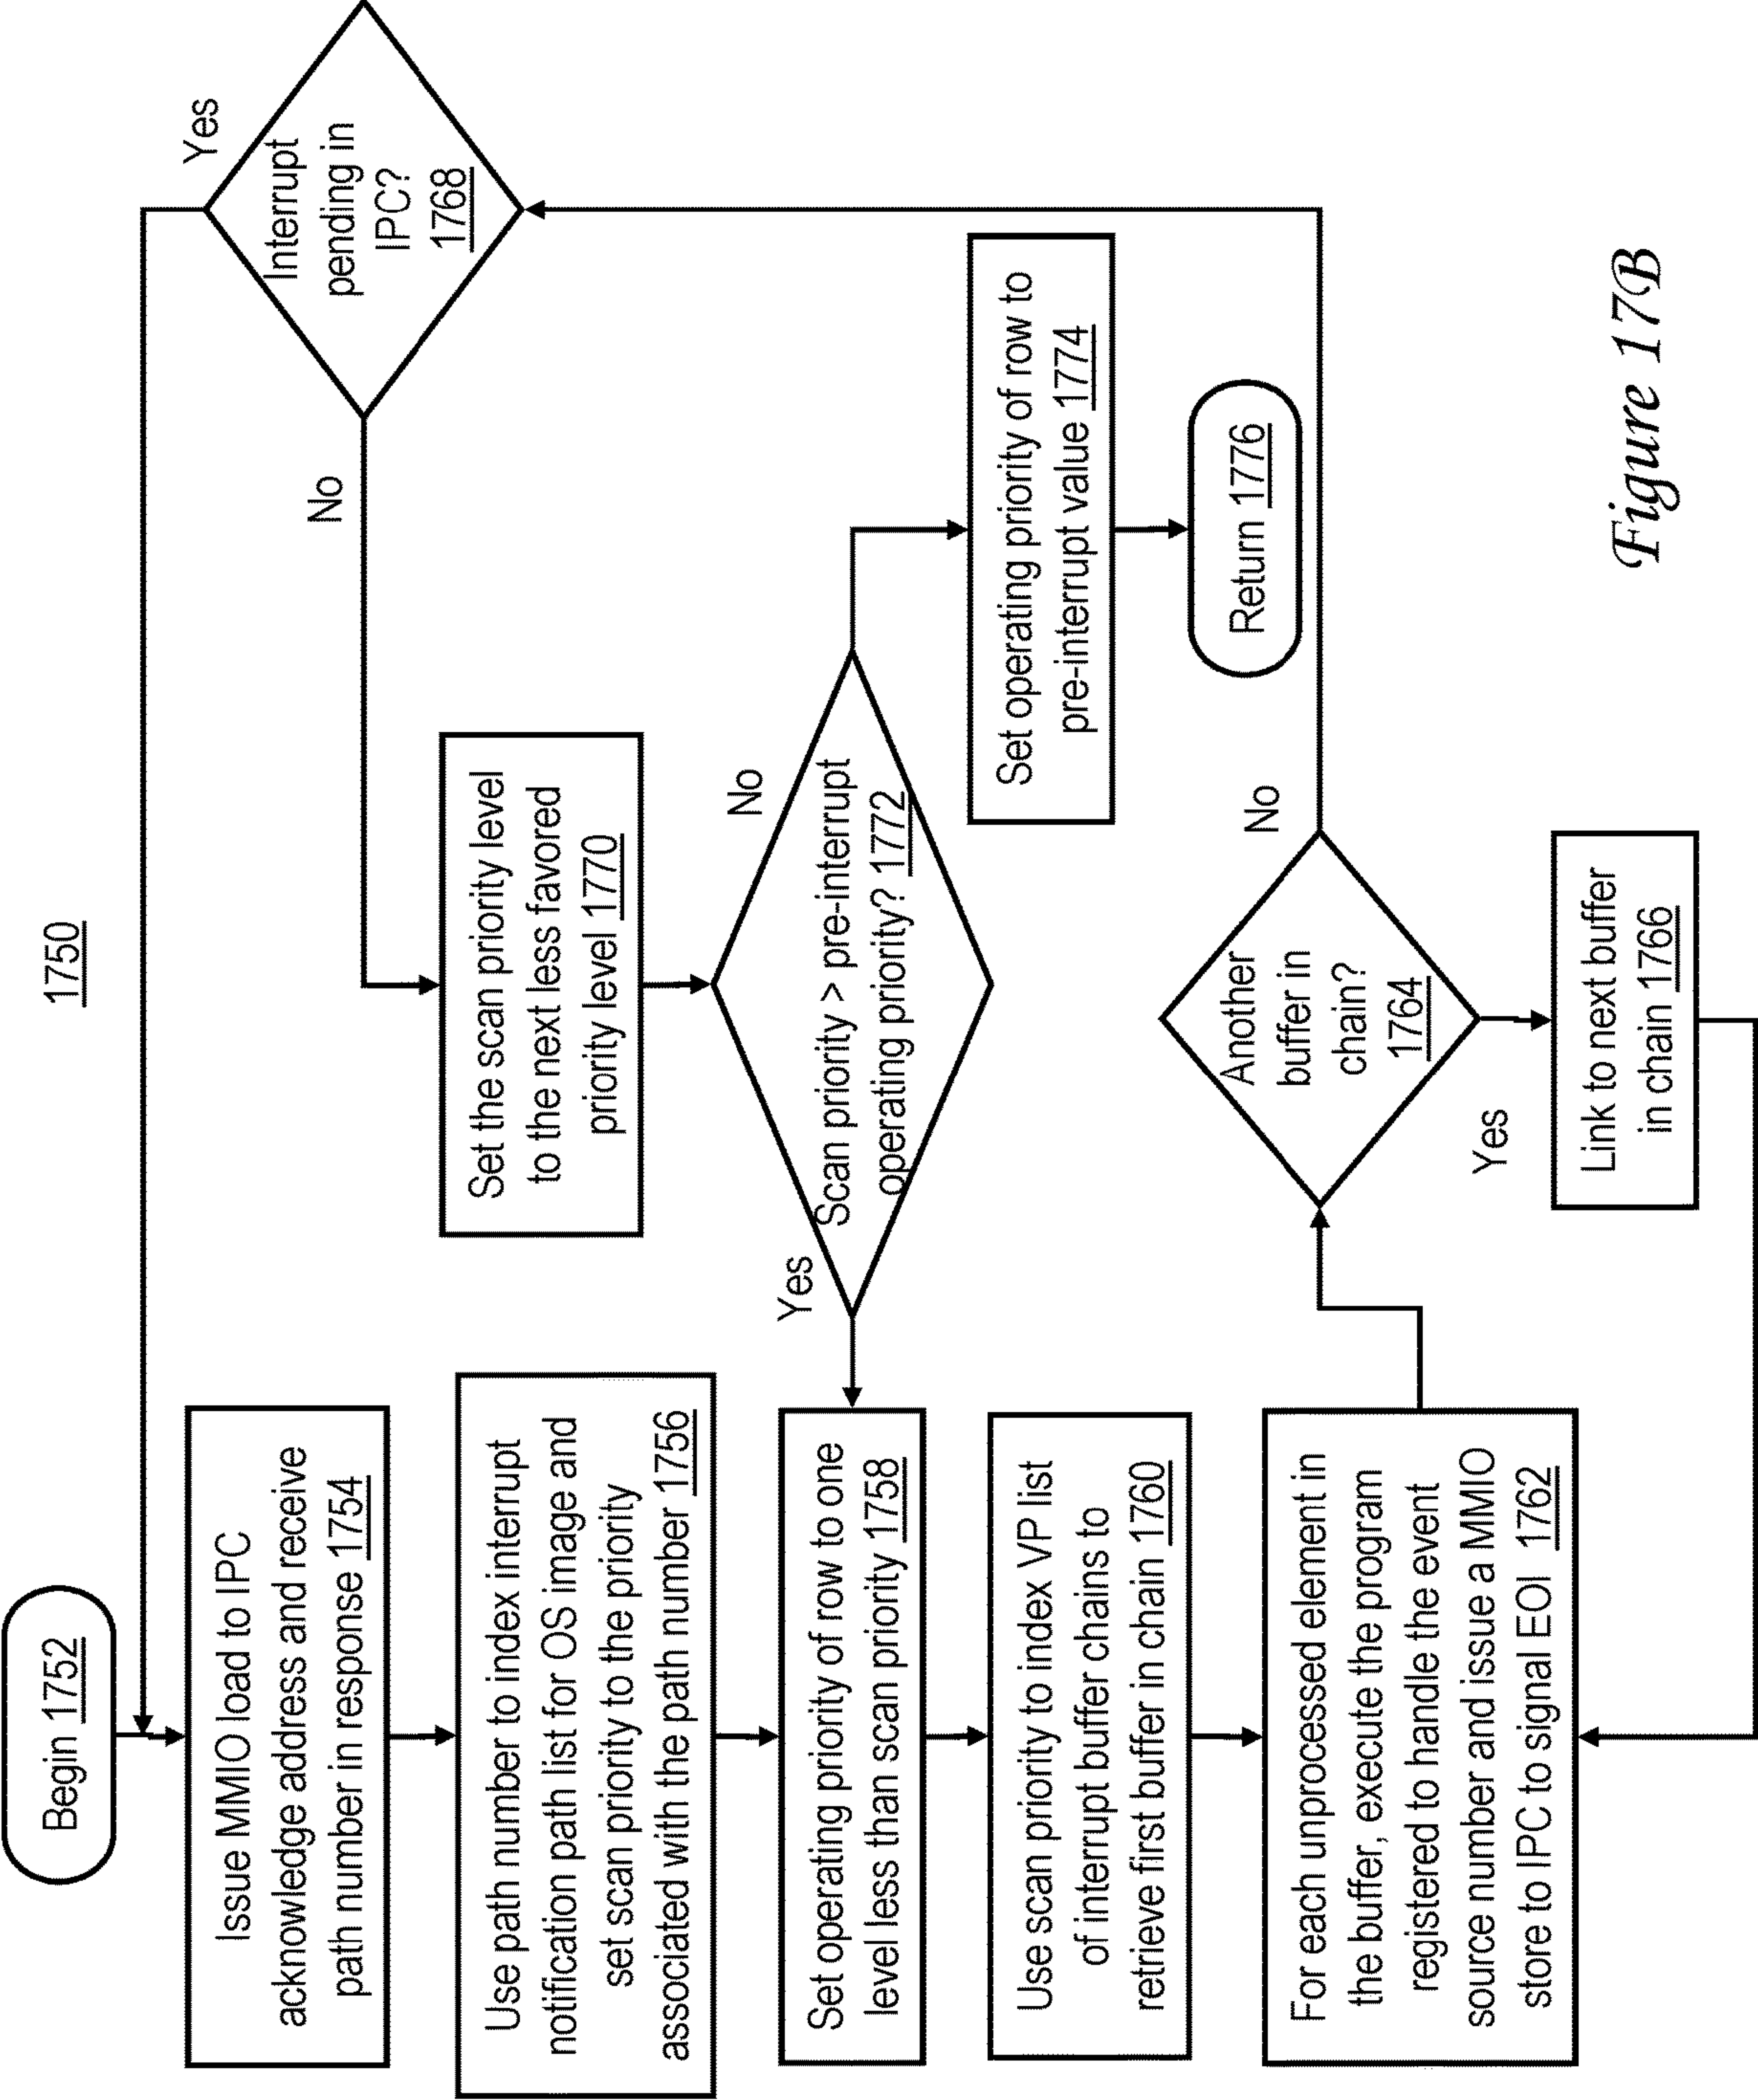 1750
Begin 1752
Issue MMIO load to IPC
acknowledge address and receive
path number in response 1754
Use path number to index interrupt
notification path list for OS image and
set scan priority to the priority
associated with the path number 1756
Set operating priority of row to one
level less than scan priority 1758
Use scan priority to index VP list
of interrupt buffer chains to
retrieve first buffer in chain 1760
For each unprocessed element in
the buffer, execute the program
registered to handle the event
source number and issue a MMIO
store to IPC to signal EOI 1762
Another
buffer in
chain?
1764
Yes
No
Link to next buffer
in chain 1766
Interrupt
pending in
IPC?
1768
Yes
No
Set the scan priority level
to the next less favored
priority level 1770
Scan priority > pre-interrupt
operating priority? 1772
Yes
No
Set operating priority of row to
pre-interrupt value 1774
Return 1776
Figure 17B